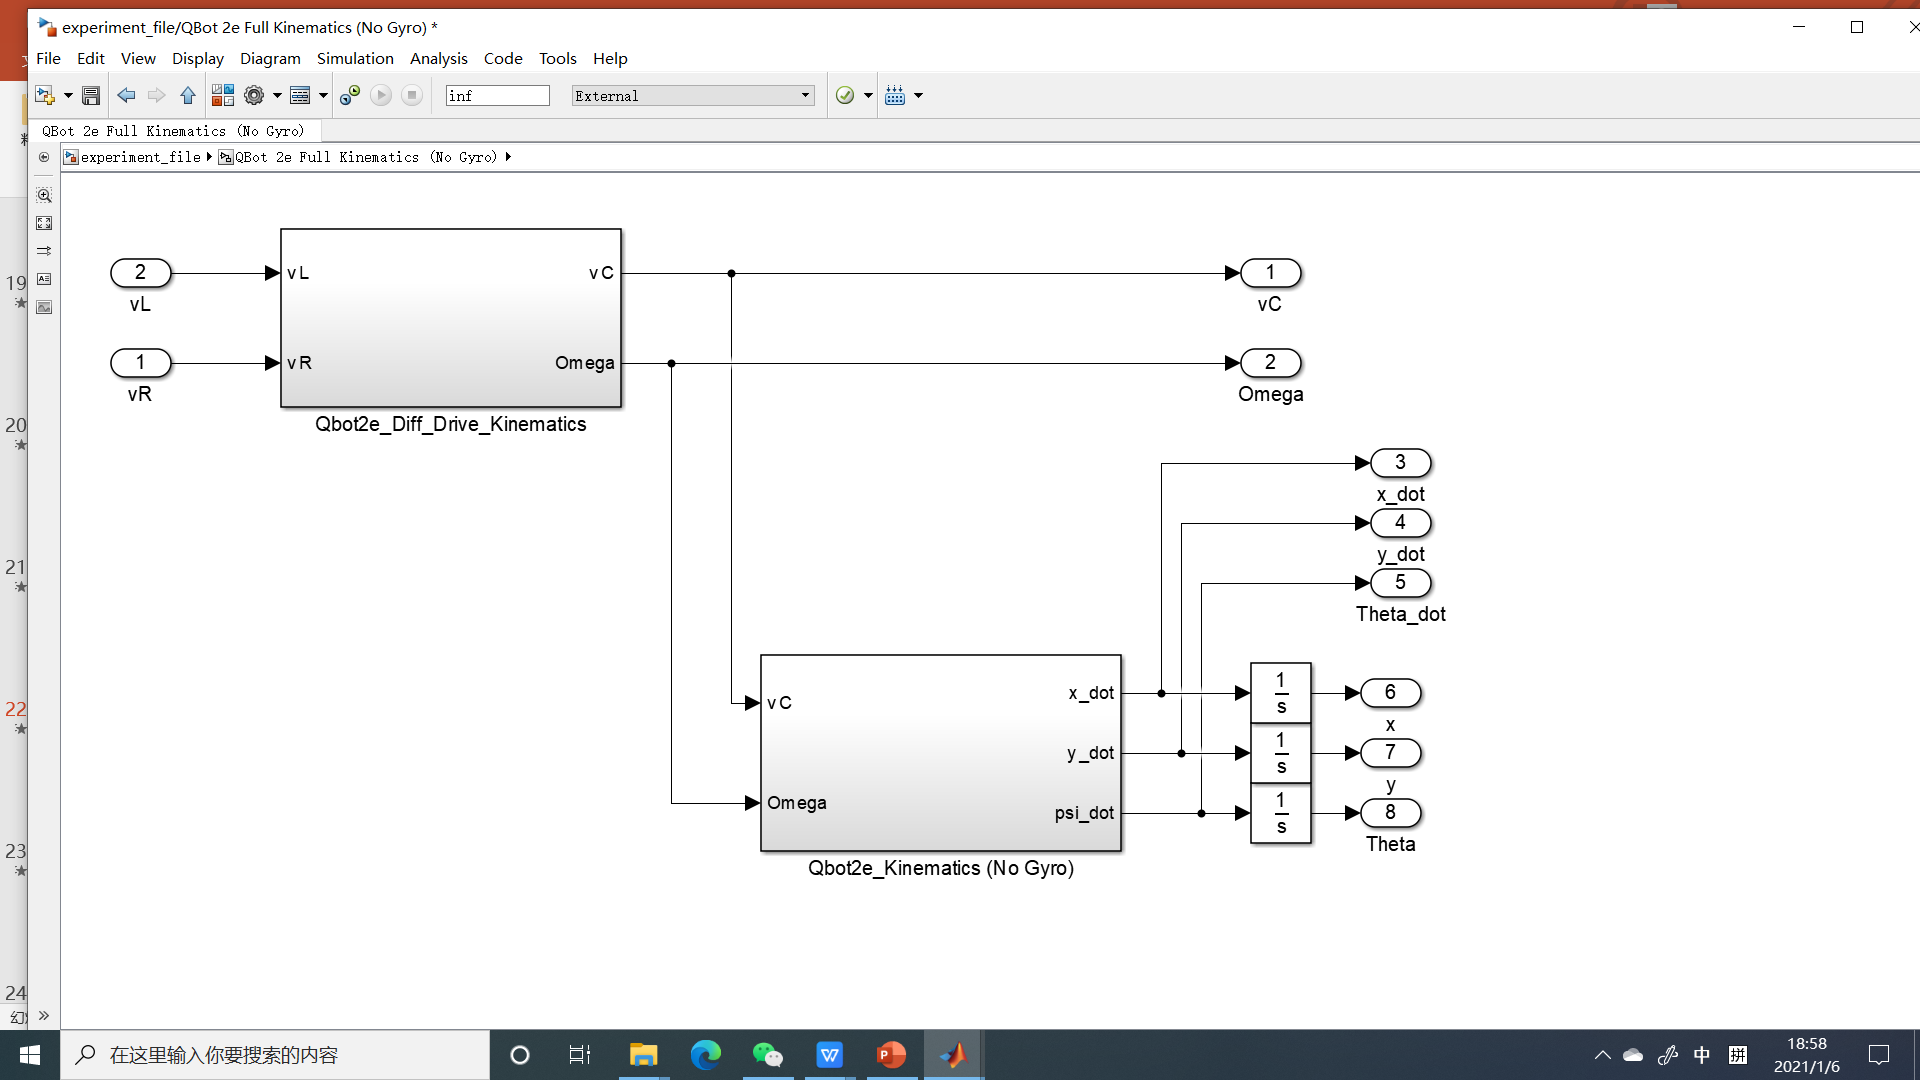 experiment_file/QBot 2e Full Kinematics (No Gyro) *
File Edit View Display Diagram Simulation Analysis Code Tools Help
inf
External
QBot 2e Full Kinematics (No Gyro)
experiment_file
QBot 2e Full Kinematics (No Gyro)
2
vL
1
vR
vL
vR
vC
Omega
Qbot2e_Diff_Drive_Kinematics
1
vC
2
Omega
3
x_dot
4
y_dot
5
Theta_dot
vC
Omega
x_dot
y_dot
psi_dot
Qbot2e_Kinematics (No Gyro)
1
s
1
s
1
s
6
x
7
y
8
Theta
19
20
21
22
23
24
在这里输入你要搜索的内容
中
拼
18:58
2021/1/6